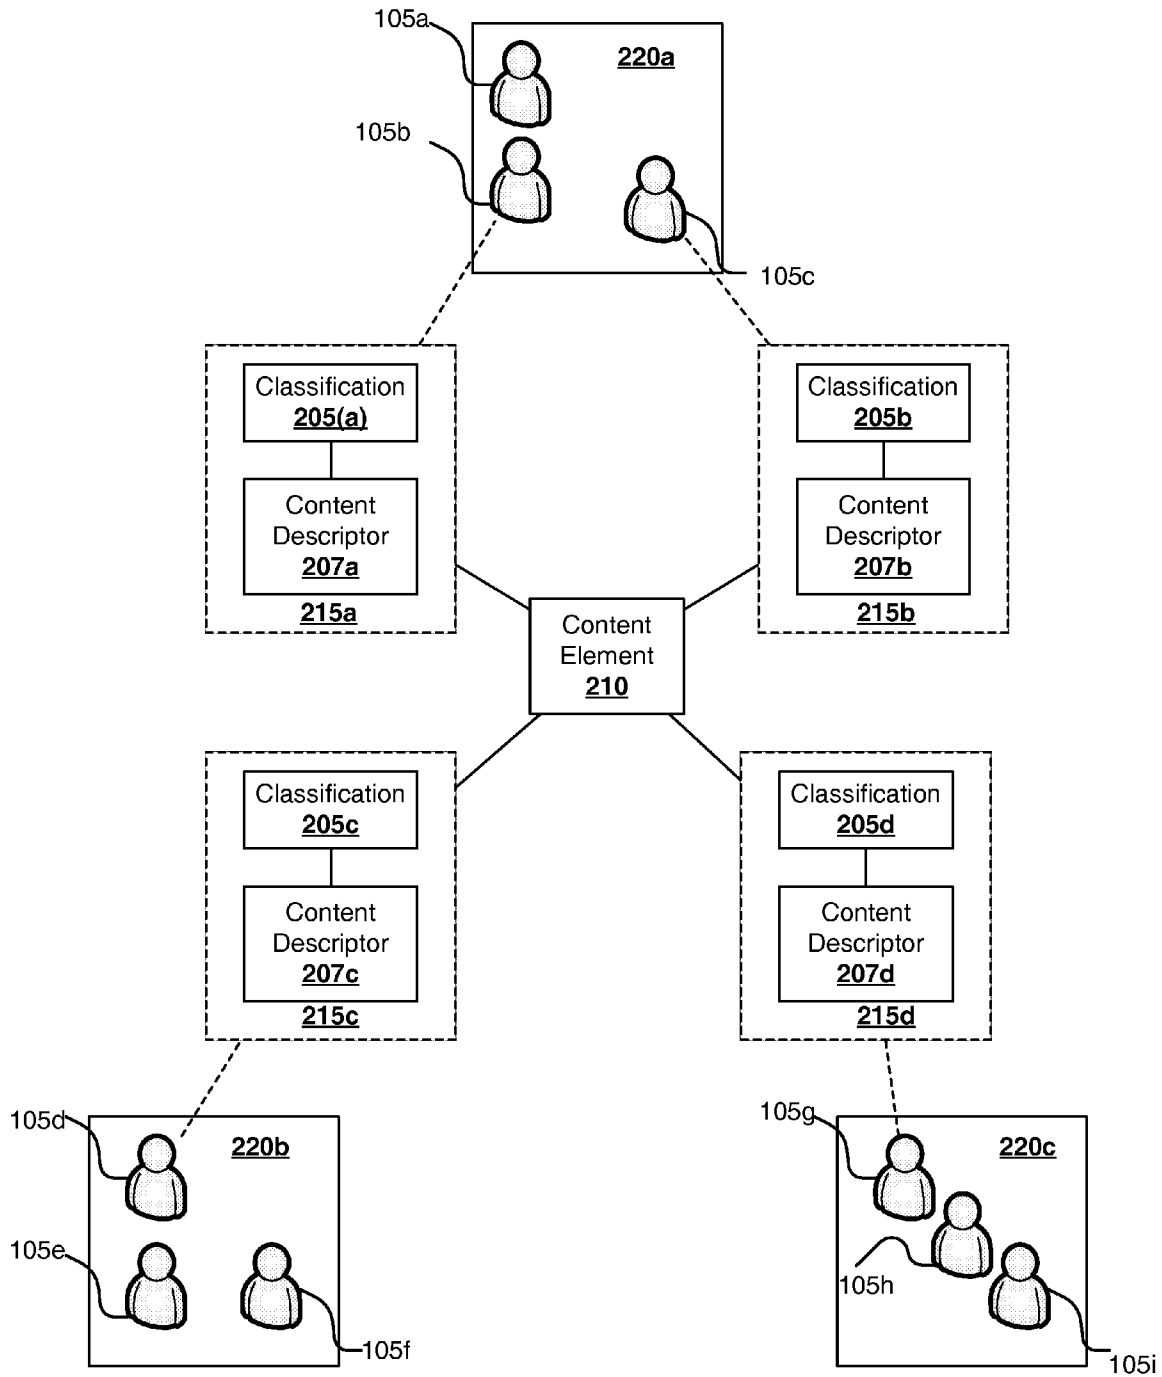 105a
220a
105b
105c
Classification
205(a)
Content
Descriptor
207a
215a
Classification
205b
Content
Descriptor
207b
215b
Content
Element
210
Classification
205c
Content
Descriptor
207c
215c
Classification
205d
Content
Descriptor
207d
215d
105d
220b
105e
105f
105g
220c
105h
105i